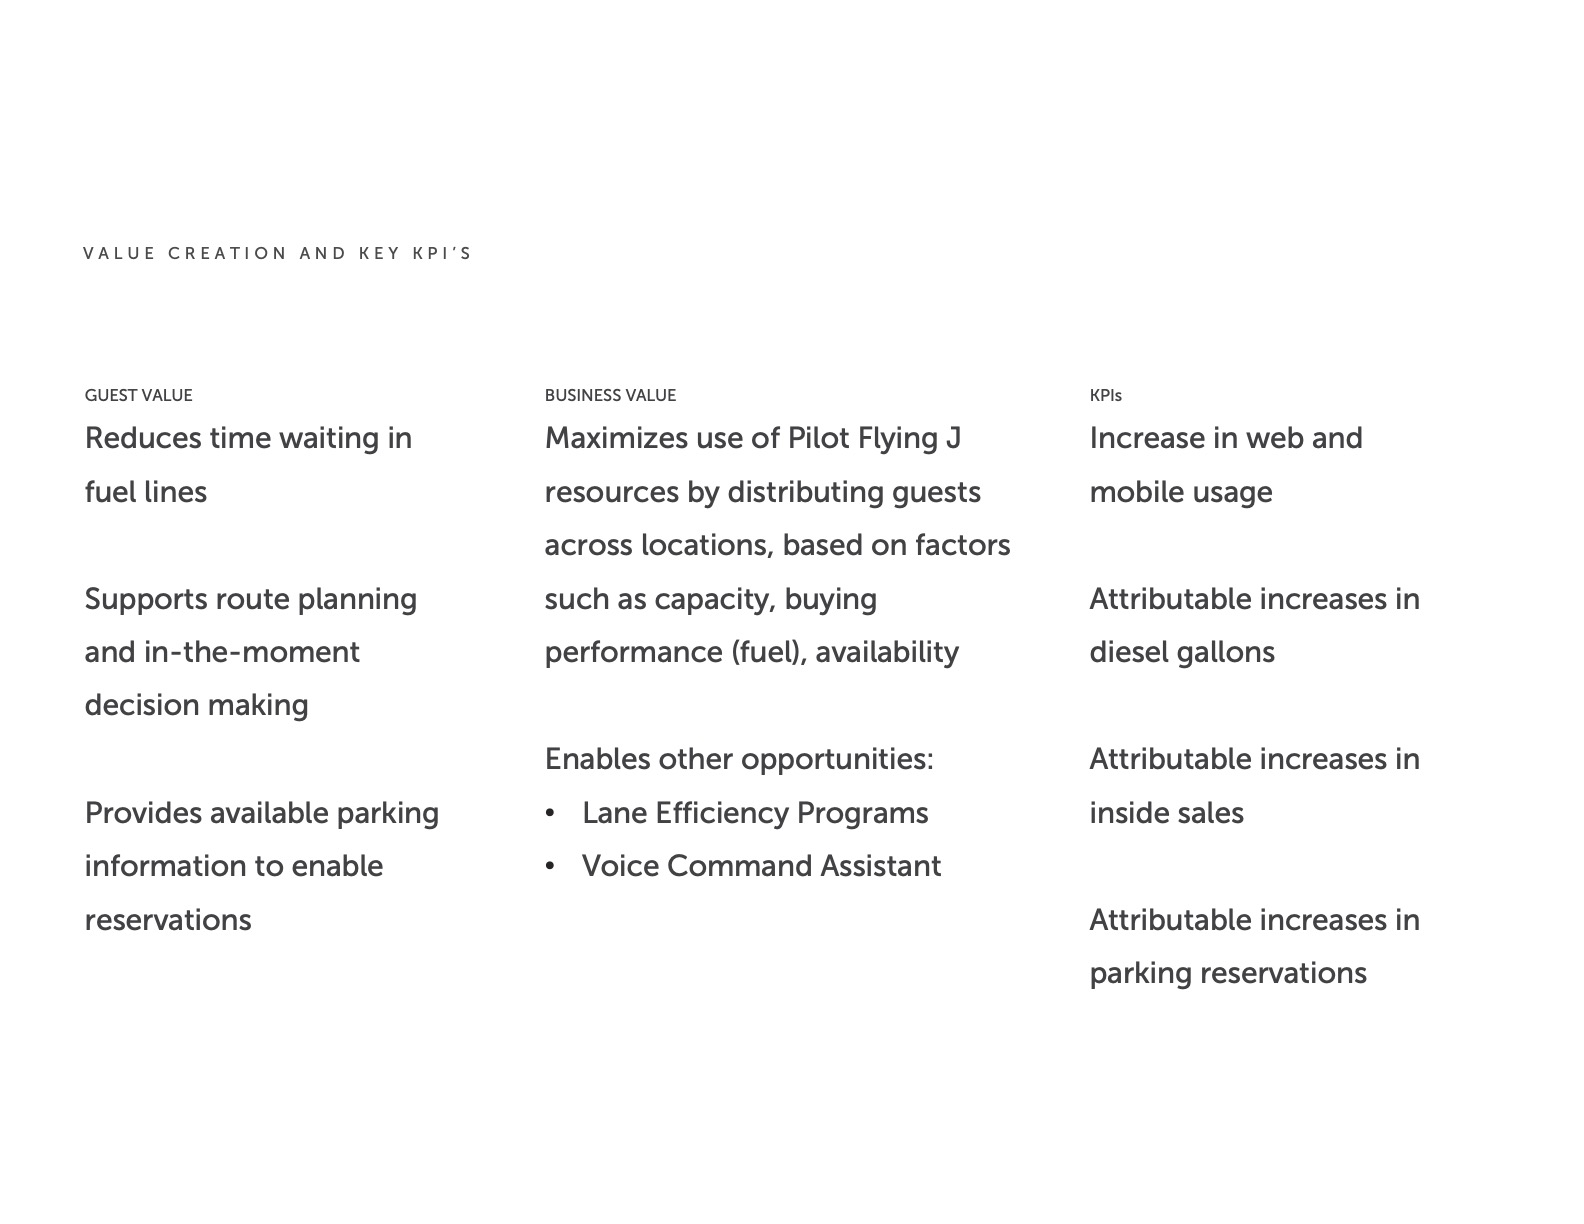 VALUE CREATION AND KEY KPI’S
GUEST VALUE
Reduces time waiting in
fuel lines
Supports route planning
and in-the-moment
decision making
Provides available parking
information to enable
reservations
BUSINESS VALUE
Maximizes use of Pilot Flying J
resources by distributing guests
across locations, based on factors
such as capacity, buying
performance (fuel), availability
Enables other opportunities:
• Lane Efficiency Programs
• Voice Command Assistant
KPIs
Increase in web and
mobile usage
Attributable increases in
diesel gallons
Attributable increases in
inside sales
Attributable increases in
parking reservations